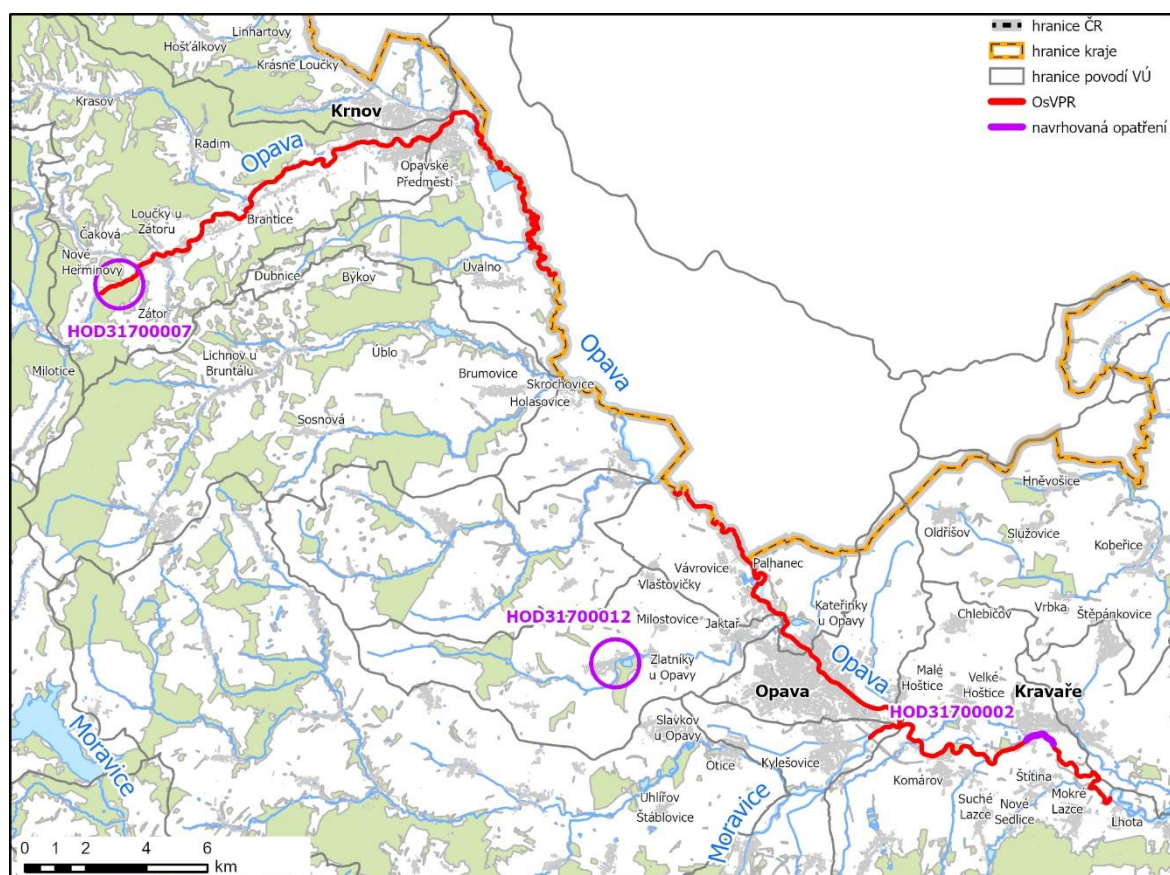 hranice ČR
hranice kraje
hranice povodí VÚ
OsVPR
navrhovaná opatření
Linhartovy
Hošťálkovy
Krásne Loučky
Krasov
Krnov
Radim
Opava
Opavské
Předměstí
Loučky u
Zátoru
Brantice
Čaková
Nové
Heřminovy
Úvalno
Dubnice
Býkov
Zátor
HOD31700007
Milotice
Lichnov u
Bruntálu
Úblo
Brumovice
Skrochovice
Holasovice
Opava
Sosnová
Hněvošice
Oldřišov
Služovice
Kobeřice
Palhanec
Vávrovice
Vlaštovičky
Kateřinky
u Opavy
Chlebičov
Vrbka
Štěpánkovice
HOD31700012
Milostovice
Jaktař
Zlatníky
u Opavy
Opava
Malé
Hoštice
Velké
Hoštice
Kravaře
Opava
HOD31700002
Slavkov
u Opavy
Otice
Kylešovice
Komárov
Štítina
Mokré
Lazce
Suché
Lazce
Nové
Sedlice
Lhota
Uhlířov
Štáblovice
Moravice
Moravice
0 2 4 6
km